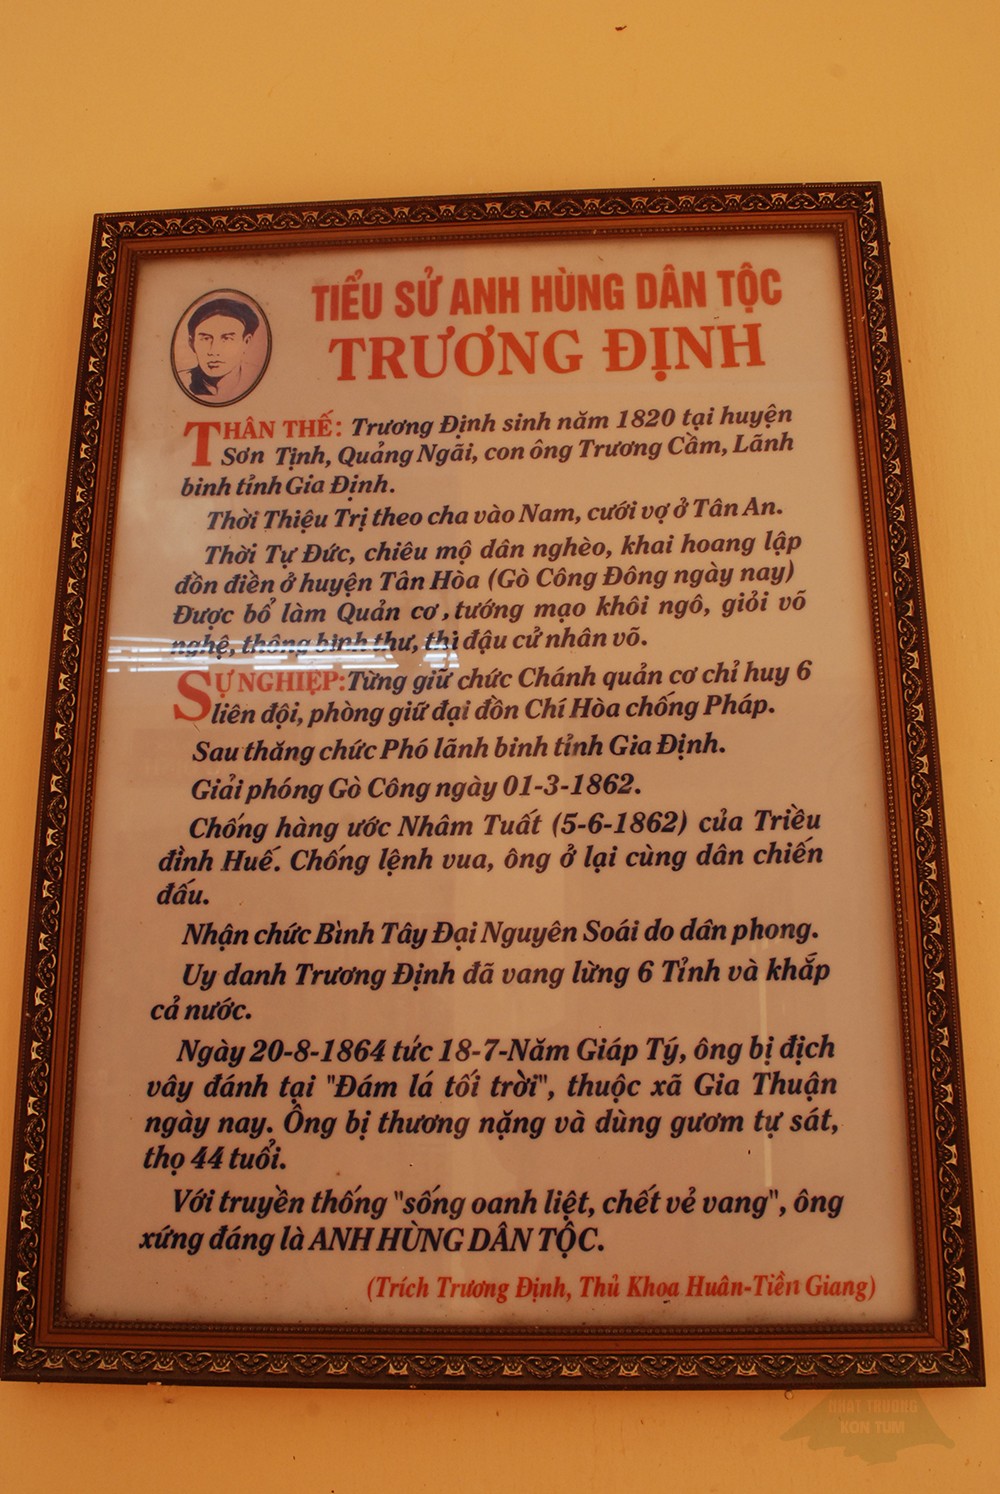 TIỂU SỬ ANH HÙNG DÂN TỘC
TRƯƠNG ĐỊNH
THÂN THẾ: Trương Định sinh năm 1820 tại huyện
Sơn Tịnh, Quảng Ngãi, con ông Trương Cầm, Lãnh
binh tỉnh Gia Định.
Thời Thiệu Trị theo cha vào Nam, cưới vợ ở Tân An.
Thời Tự Đức, chiêu mộ dân nghèo, khai hoang lập
đồn điền ở huyện Tân Hòa (Gò Công Đông ngày nay)
Được bổ làm Quản cơ, tướng mạo khôi ngô, giỏi võ
nghệ, thông binh thư, thi đậu cử nhân võ.
SỰ NGHIỆP: Từng giữ chức Chánh quản cơ chỉ huy 6
liên đội, phòng giữ đại đồn Chí Hòa chống Pháp.
Sau thăng chức Phó lãnh binh tỉnh Gia Định.
Giải phóng Gò Công ngày 01-3-1862.
Chống hàng ước Nhâm Tuất (5-6-1862) của Triều
đình Huế. Chống lệnh vua, ông ở lại cùng dân chiến
đấu.
Nhận chức Bình Tây Đại Nguyên Soái do dân phong.
Uy danh Trương Định đã vang lừng 6 Tỉnh và khắp
cả nước.
Ngày 20-8-1864 tức 18-7-Năm Giáp Tý, ông bị địch
vây đánh tại "Đám lá tối trời", thuộc xã Gia Thuận
ngày nay. Ông bị thương nặng và dùng gươm tự sát,
thọ 44 tuổi.
Với truyền thống "sống oanh liệt, chết vẻ vang", ông
xứng đáng là ANH HÙNG DÂN TỘC.
(Trích Trương Định, Thủ Khoa Huân-Tiền Giang)
NHẬT TRƯỜNG
KON TUM